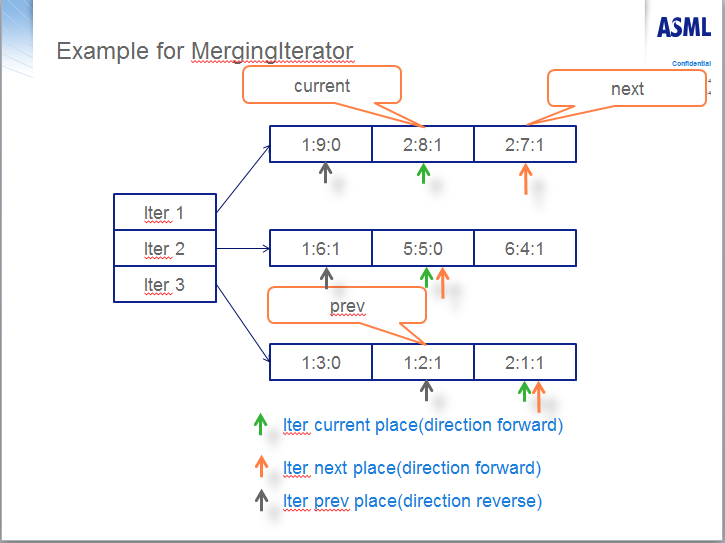 ASML
Example for MergingIterator
Confidential
current
next
1:9:0 2:8:1 2:7:1
Iter 1
Iter 2
Iter 3
1:6:1 5:5:0 6:4:1
prev
1:3:0 1:2:1 2:1:1
Iter current place(direction forward)
Iter next place(direction forward)
Iter prev place(direction reverse)